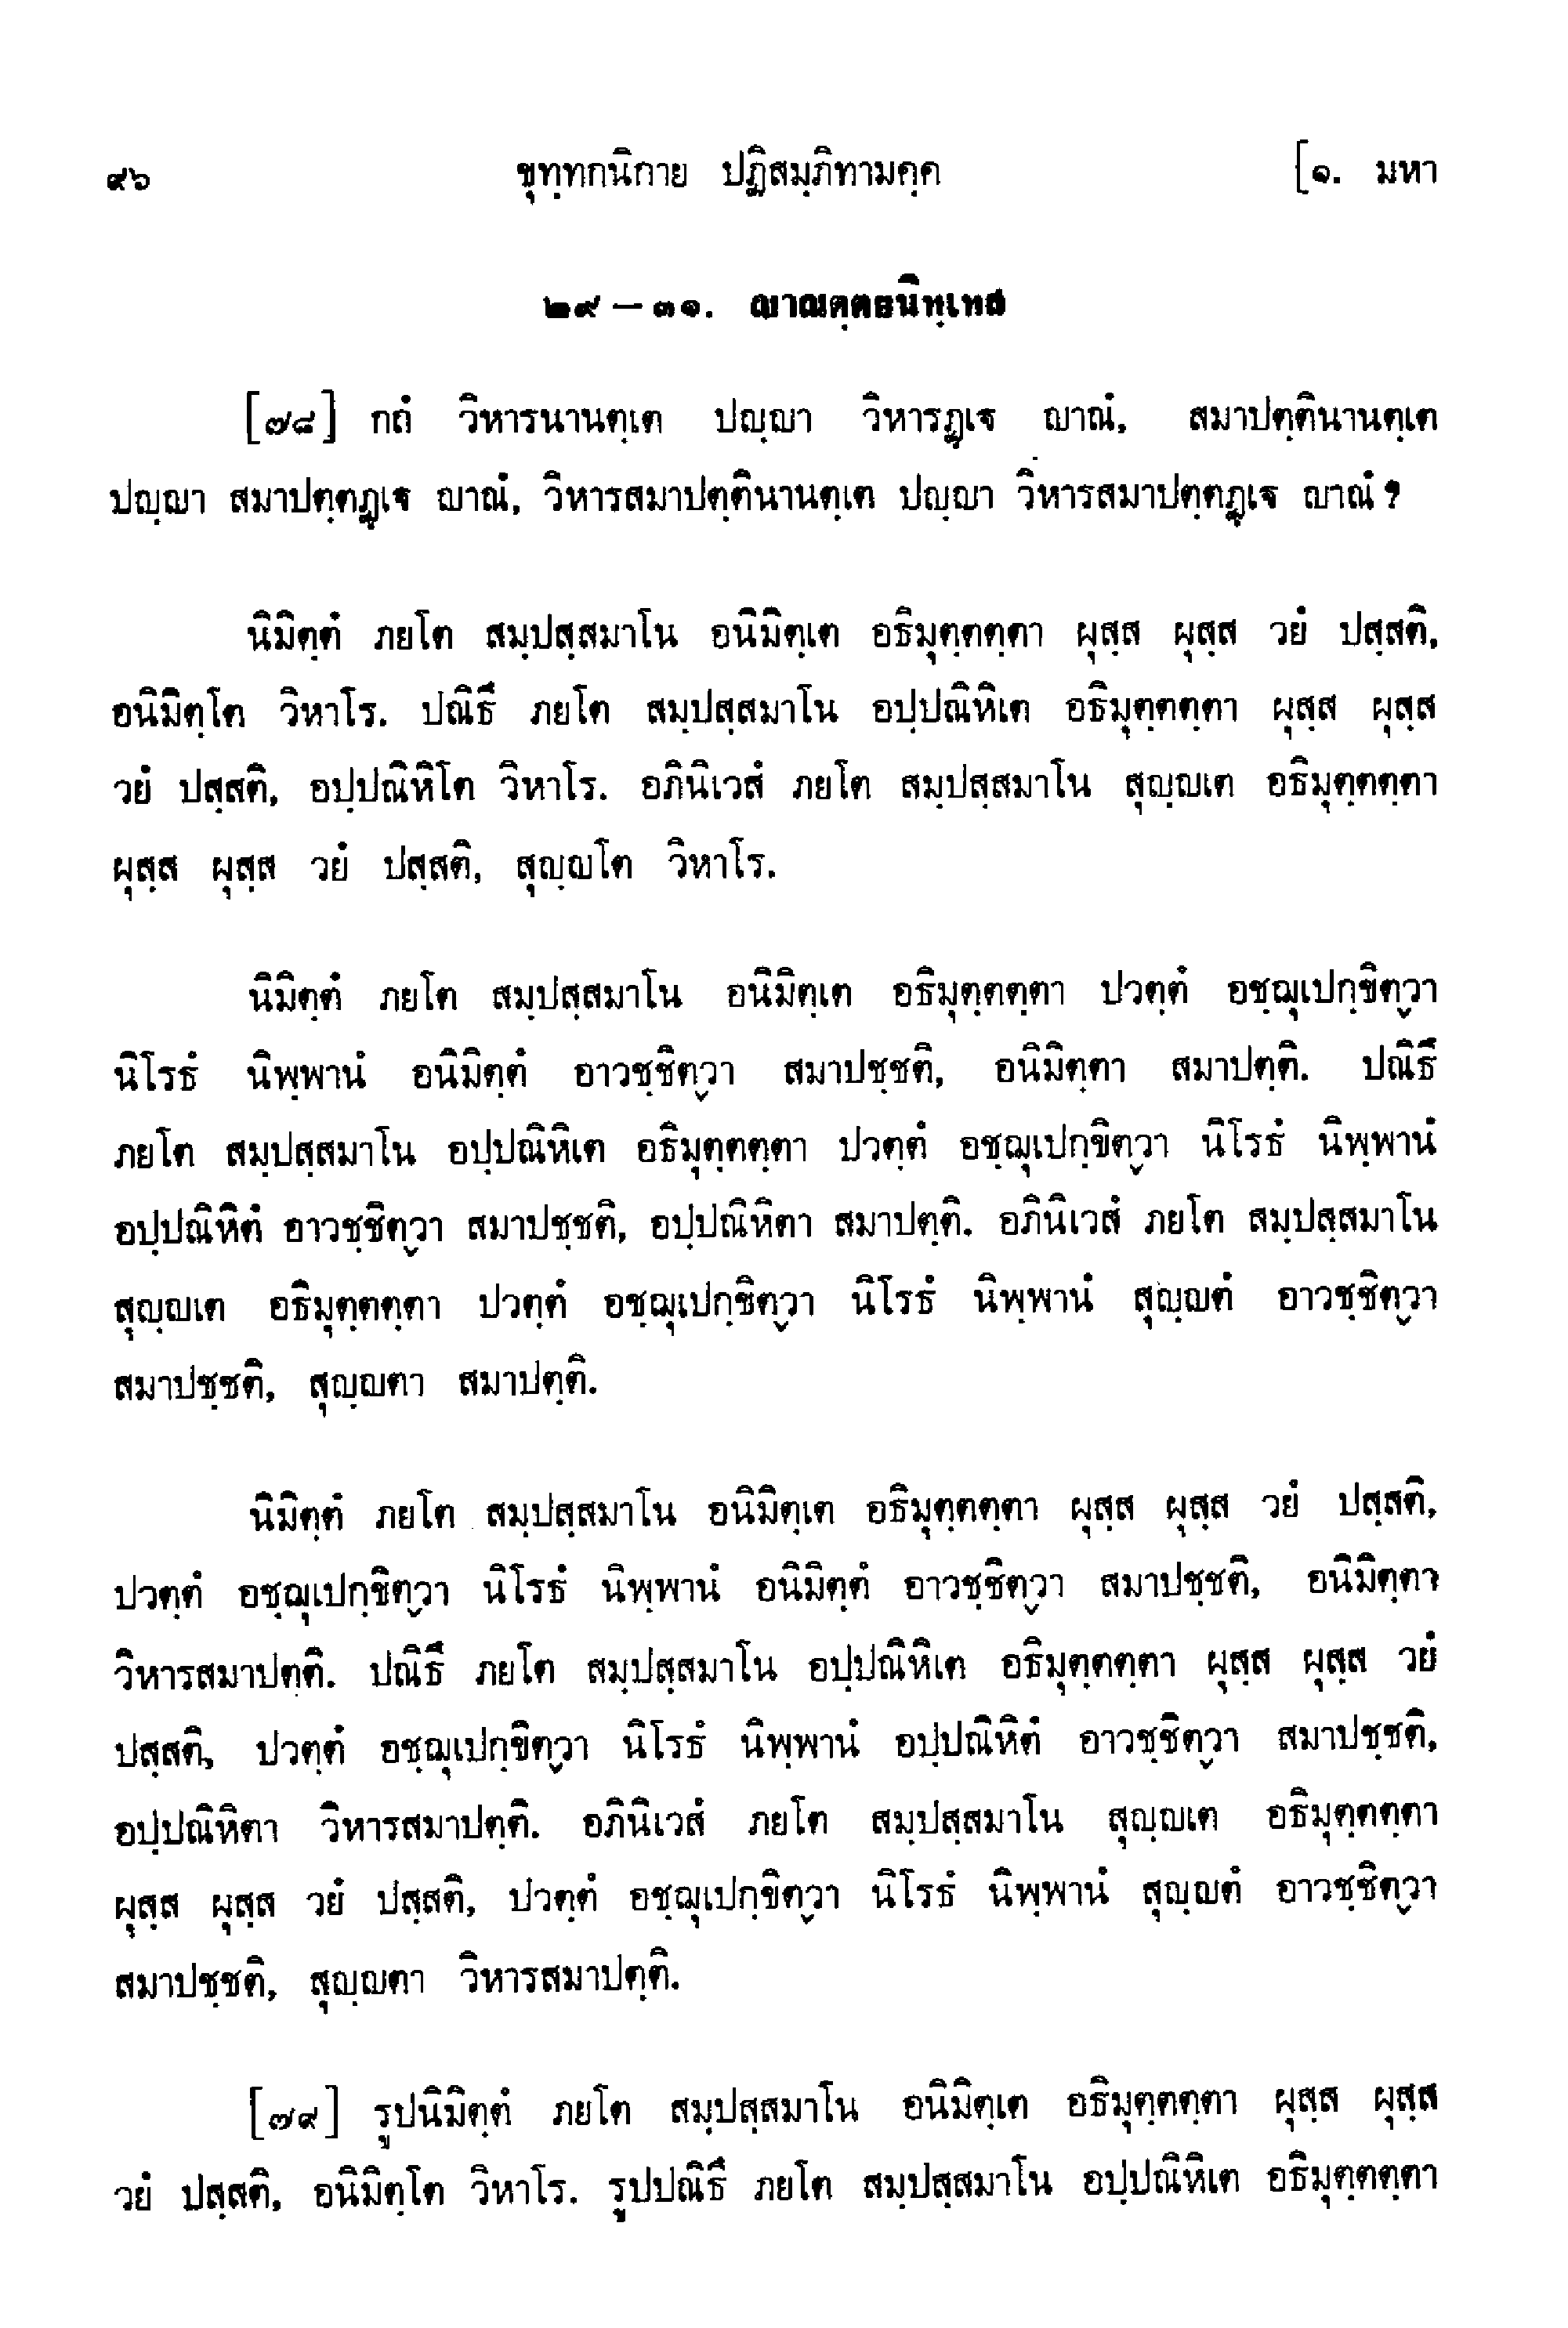 ๙๖ ขุทฺทกนิกาย ปฏิสมฺภิทามคฺค [๑. มหา
๒๙ – ๓๑. ญาณตฺตยนิทฺเทส
[๗๘] กถํ วิหารนานตฺเต ปญฺญา วิหารฏฺเฐ ญาณํ, สมาปตฺตินานตฺเต
ปญฺญา สมาปตฺตฏฺเฐ ญาณํ, วิหารสมาปตฺตินานตฺเต ปญฺญา วิหารสมาปตฺตฏฺเฐ ญาณํ ?
นิมิตฺตํ ภยโต สมฺปสฺสมาโน อนิมิตฺเต อธิมุตฺตตฺตา ผุสฺส ผุสฺส วยํ ปสฺสติ,
อนิมิตฺโต วิหาโร. ปณิธึ ภยโต สมฺปสฺสมาโน อปฺปณิหิเต อธิมุตฺตตฺตา ผุสฺส ผุสฺส
วยํ ปสฺสติ, อปฺปณิหิโต วิหาโร. อภินิเวสํ ภยโต สมฺปสฺสมาโน สุญฺญเต อธิมุตฺตตฺตา
ผุสฺส ผุสฺส วยํ ปสฺสติ, สุญฺญโต วิหาโร.
นิมิตฺตํ ภยโต สมฺปสฺสมาโน อนิมิตฺเต อธิมุตฺตตฺตา ปวตฺตํ อชฺฌุเปกฺขิตฺวา
นิโรธํ นิพฺพานํ อนิมิตฺตํ อาวชฺชิตฺวา สมาปชฺชติ, อนิมิตฺตา สมาปตฺติ. ปณิธึ
ภยโต สมฺปสฺสมาโน อปฺปณิหิเต อธิมุตฺตตฺตา ปวตฺตํ อชฺฌุเปกฺขิตฺวา นิโรธํ นิพฺพานํ
อปฺปณิหิตํ อาวชฺชิตฺวา สมาปชฺชติ, อปฺปณิหิตา สมาปตฺติ. อภินิเวสํ ภยโต สมฺปสฺสมาโน
สุญฺญเต อธิมุตฺตตฺตา ปวตฺตํ อชฺฌุเปกฺขิตฺวา นิโรธํ นิพฺพานํ สุญฺญตํ อาวชฺชิตฺวา
สมาปชฺชติ, สุญฺญตา สมาปตฺติ.
นิมิตฺตํ ภยโต สมฺปสฺสมาโน อนิมิตฺเต อธิมุตฺตตฺตา ผุสฺส ผุสฺส วยํ ปสฺสติ,
ปวตฺตํ อชฺฌุเปกฺขิตฺวา นิโรธํ นิพฺพานํ อนิมิตฺตํ อาวชฺชิตฺวา สมาปชฺชติ, อนิมิตฺตา
วิหารสมาปตฺติ. ปณิธึ ภยโต สมฺปสฺสมาโน อปฺปณิหิเต อธิมุตฺตตฺตา ผุสฺส ผุสฺส วยํ
ปสฺสติ, ปวตฺตํ อชฺฌุเปกฺขิตฺวา นิโรธํ นิพฺพานํ อปฺปณิหิตํ อาวชฺชิตฺวา สมาปชฺชติ,
อปฺปณิหิตา วิหารสมาปตฺติ. อภินิเวสํ ภยโต สมฺปสฺสมาโน สุญฺญเต อธิมุตฺตตฺตา
ผุสฺส ผุสฺส วยํ ปสฺสติ, ปวตฺตํ อชฺฌุเปกฺขิตฺวา นิโรธํ นิพฺพานํ สุญฺญตํ อาวชฺชิตฺวา
สมาปชฺชติ, สุญฺญตา วิหารสมาปตฺติ.
[๗๙] รูปนิมิตฺตํ ภยโต สมฺปสฺสมาโน อนิมิตฺเต อธิมุตฺตตฺตา ผุสฺส ผุสฺส
วยํ ปสฺสติ, อนิมิตฺโต วิหาโร. รูปปณิธึ ภยโต สมฺปสฺสมาโน อปฺปณิหิเต อธิมุตฺตตฺตา